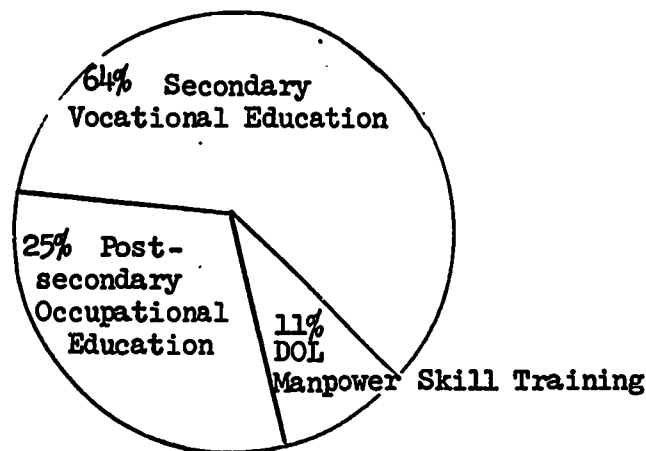 64% Secondary
Vocational Education
25% Post-
secondary
Occupational
Education
11%
DOL
Manpower Skill Training